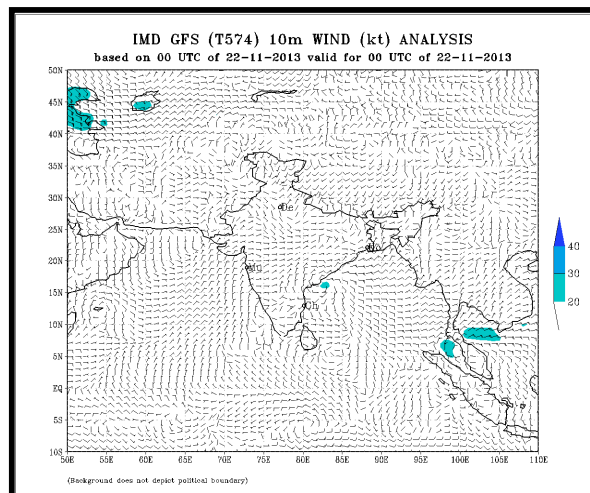 IMD GFS (T574) 10m WIND (kt) ANALYSIS
based on 00 UTC of 22-11-2013 valid for 00 UTC of 22-11-2013
50N
45N
40N
35N
30N
25N
20N
15N
10N
5N
EQ
5S
10S
De
Mu
Ch
40
30
20
50E 55E 60E 65E 70E 75E 80E 85E 90E 95E 100E 105E 110E
(Background does not depict political boundary)